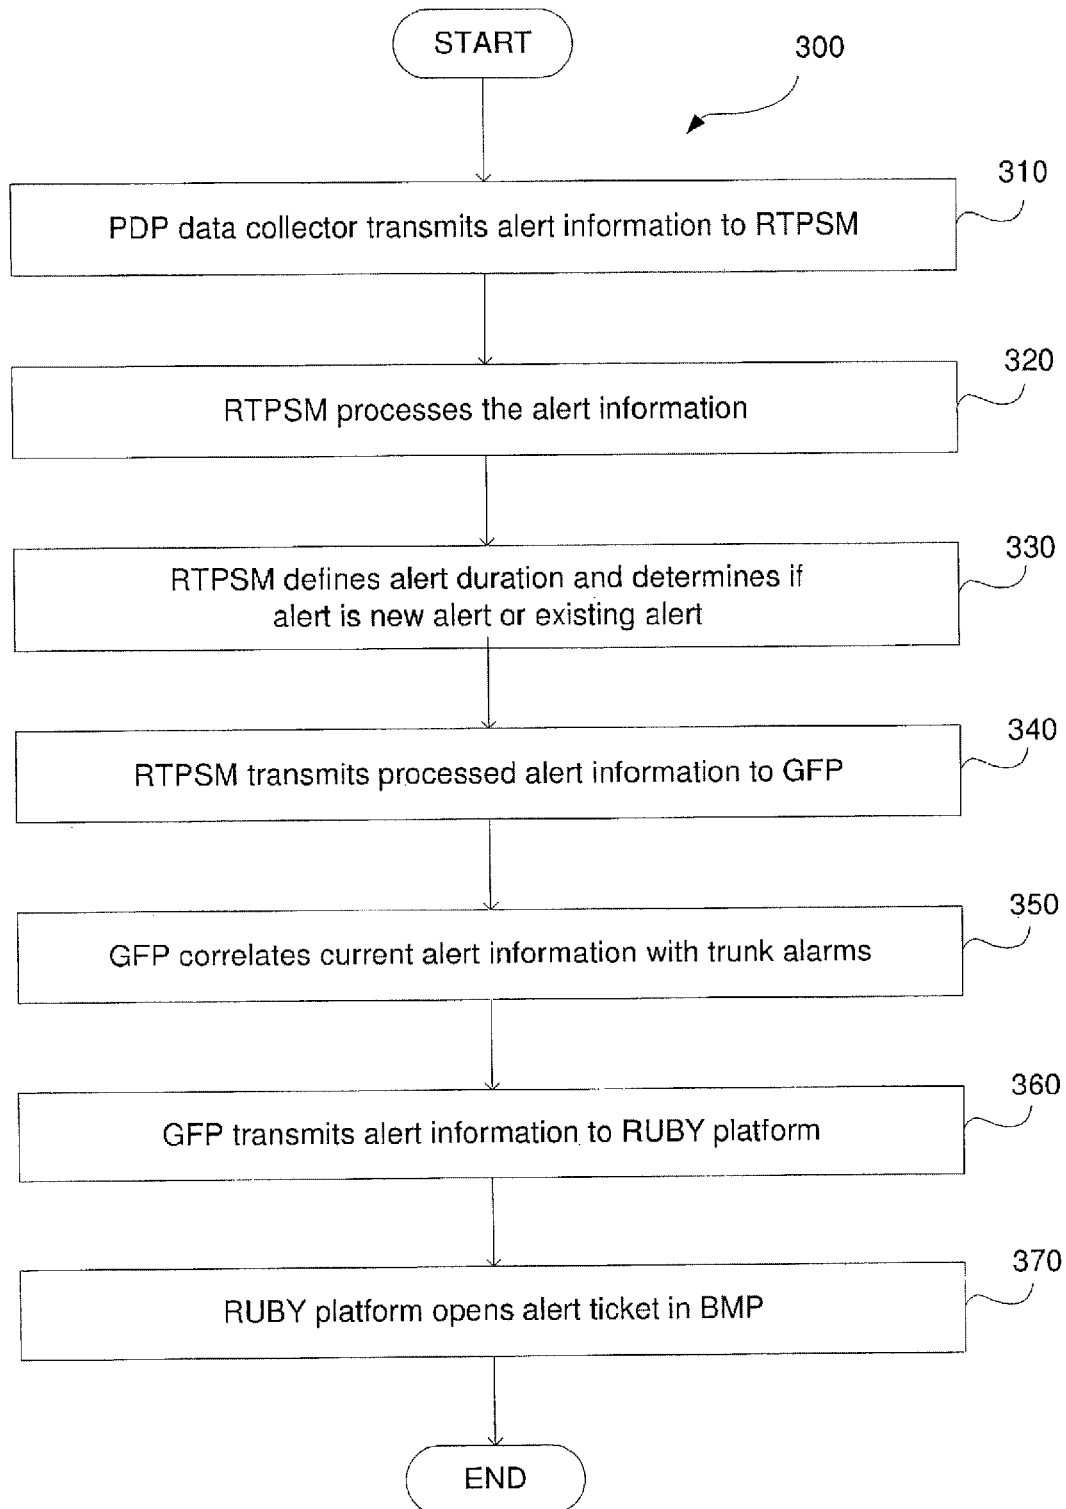 START
300
310
PDP data collector transmits alert information to RTPSM
320
RTPSM processes the alert information
330
RTPSM defines alert duration and determines if
alert is new alert or existing alert
340
RTPSM transmits processed alert information to GFP
350
GFP correlates current alert information with trunk alarms
360
GFP transmits alert information to RUBY platform
370
RUBY platform opens alert ticket in BMP
END